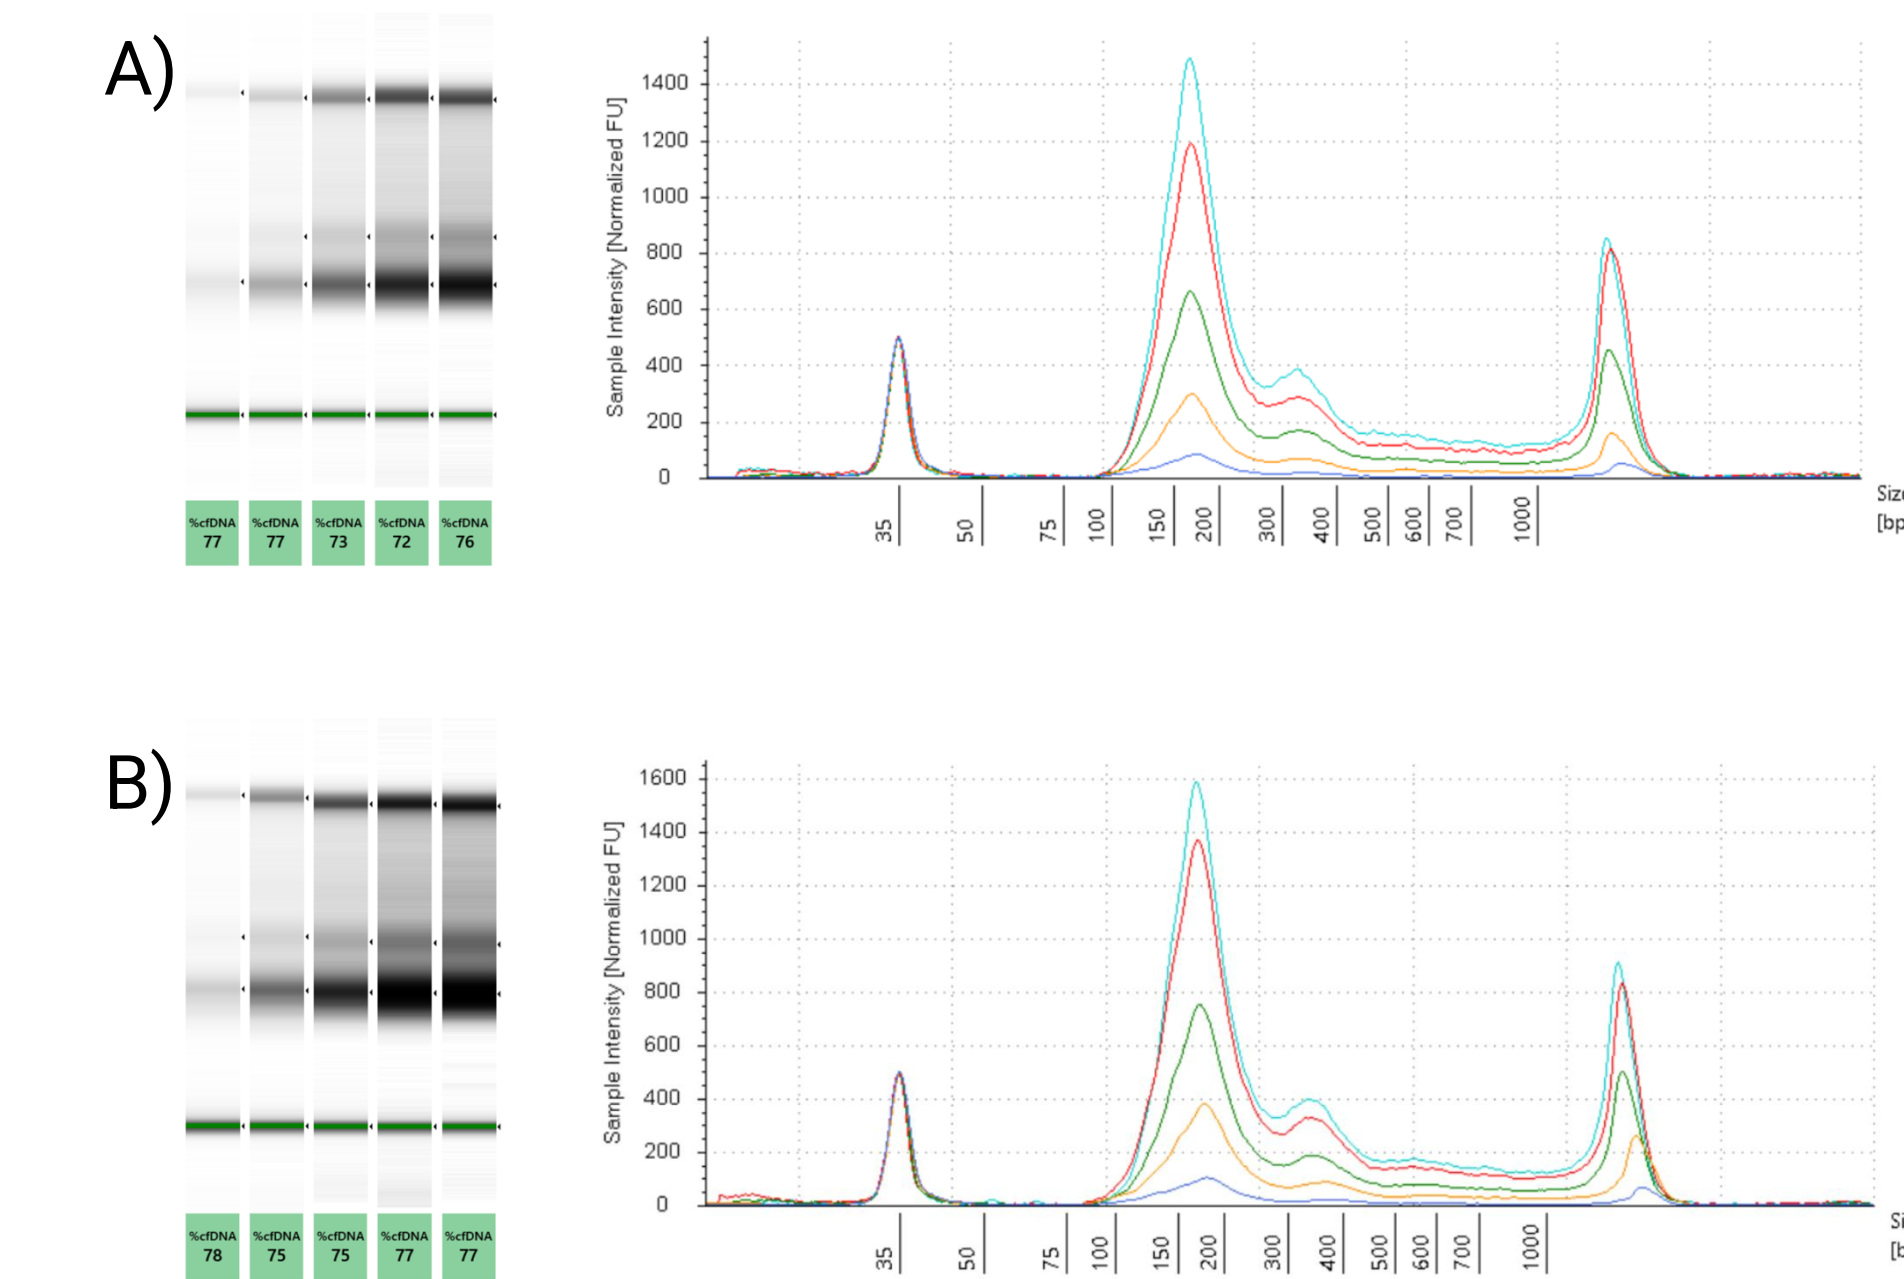 A)
%cfDNA 77
%cfDNA 77
%cfDNA 73
%cfDNA 72
%cfDNA 76
Sample Intensity [Normalized FU]
1400
1200
1000
800
600
400
200
0
35 50 75 100 150 200 300 400 500 600 700 1000
Size
[bp
B)
%cfDNA 78
%cfDNA 75
%cfDNA 75
%cfDNA 77
%cfDNA 77
Sample Intensity [Normalized FU]
1600
1400
1200
1000
800
600
400
200
0
35 50 75 100 150 200 300 400 500 600 700 1000
Si
[b